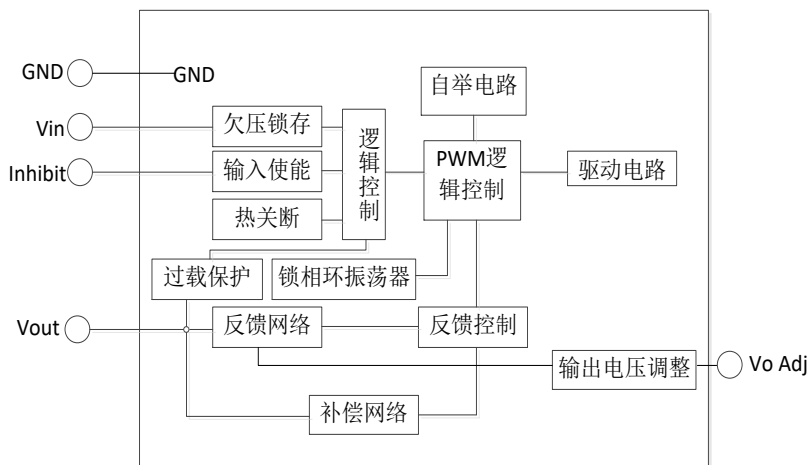 GND
GND
自举电路
Vin
欠压锁存
逻辑控制
PWM逻
辑控制
Inhibit
输入使能
驱动电路
热关断
过载保护
锁相环振荡器
Vout
反馈网络
反馈控制
输出电压调整
Vo Adj
补偿网络